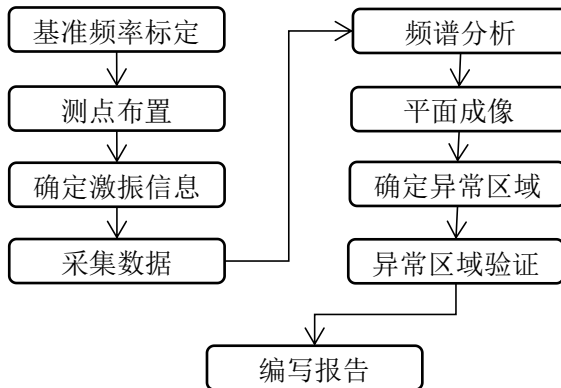 基准频率标定
测点布置
确定激振信息
采集数据
频谱分析
平面成像
确定异常区域
异常区域验证
编写报告